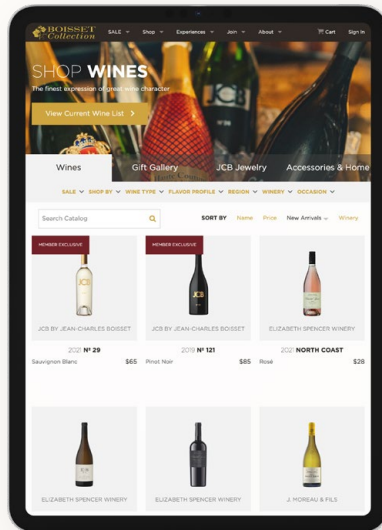 BOISSET
Collection
SALE Shop Experiences Join About Cart Sign In
SHOP WINES
The finest expression of great wine character
View Current Wine List >
JCB
Wines Gift Gallery JCB Jewelry Accessories & Home
SALE SHOP BY WINE TYPE FLAVOR PROFILE REGION WINERY OCCASION
Search Catalog SORT BY Name Price New Arrivals Winery
MEMBER EXCLUSIVE MEMBER EXCLUSIVE
JCB
JCB BY JEAN-CHARLES BOISSET JCB BY JEAN-CHARLES BOISSET ELIZABETH SPENCER WINERY
2021 Nº 29 2019 Nº 121 2021 NORTH COAST
Sauvignon Blanc $65 Pinot Noir $85 Rosé $28
ELIZABETH SPENCER WINERY ELIZABETH SPENCER WINERY J. MOREAU & FILS